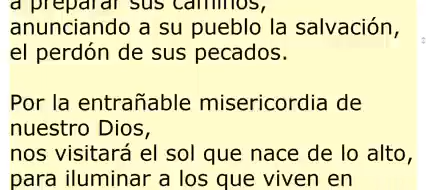 a preparar sus caminos,
anunciando a su pueblo la salvación,
el perdón de sus pecados.
Por la entrañable misericordia de
nuestro Dios,
nos visitará el sol que nace de lo alto,
para iluminar a los que viven en